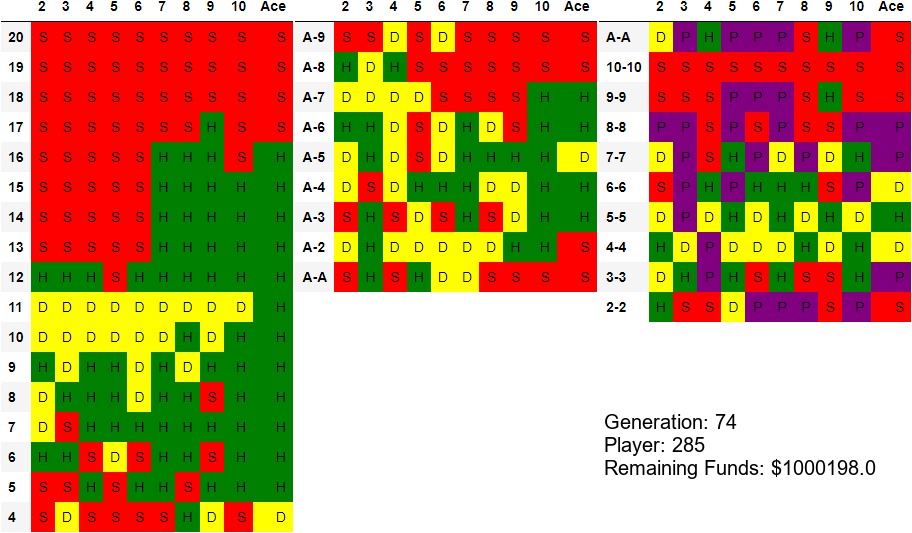 2 3 4 5 6 7 8 9 10 Ace
20 S S S S S S S S S S
19 S S S S S S S S S S
18 S S S S S S S S S S
17 S S S S S S S H S S
16 S S S S S H H H S H
15 S S S S S H H H H H
14 S S S S S H H H H H
13 S S S S S H H H H H
12 H H H S H H H H H H
11 D D D D D D D D D H
10 D D D D D D H D H H
9 H D H H D H D H H H
8 D H H H D H H S H H
7 D S H H H H H H H H
6 H H S D S H H S H H
5 S S H S H H S H H H
4 S D S S S S H D S D
2 3 4 5 6 7 8 9 10 Ace
A-9 S S D S D S S S S S
A-8 H D H S S S S S S S
A-7 D D D D S S S S H H
A-6 H H D S D H D S H H
A-5 D H D S D H H H H D
A-4 D S D H H H D D H H
A-3 S H S D S H S D H H
A-2 D H D D D D D H H S
A-A S H S H D D S S S S
2 3 4 5 6 7 8 9 10 Ace
A-A D P H P P P S H P S
10-10 S S S S S S S S S S
9-9 S S S P P P S H S S
8-8 P P S P S P S S P P
7-7 D P S H P D P D H P
6-6 S P H P H H H S P D
5-5 D P D H D H D H D H
4-4 H D P D D D H D H D
3-3 D H P H S H S S H P
2-2 H S S D P P P S P S
Generation: 74
Player: 285
Remaining Funds: $1000198.0